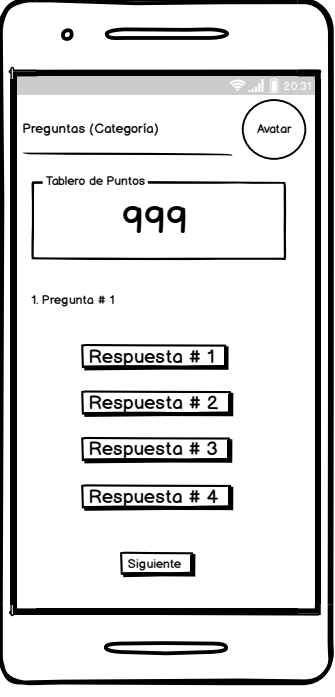 20:31
Preguntas (Categoría)
Avatar
Tablero de Puntos
999
1. Pregunta # 1
Respuesta # 1
Respuesta # 2
Respuesta # 3
Respuesta # 4
Siguiente